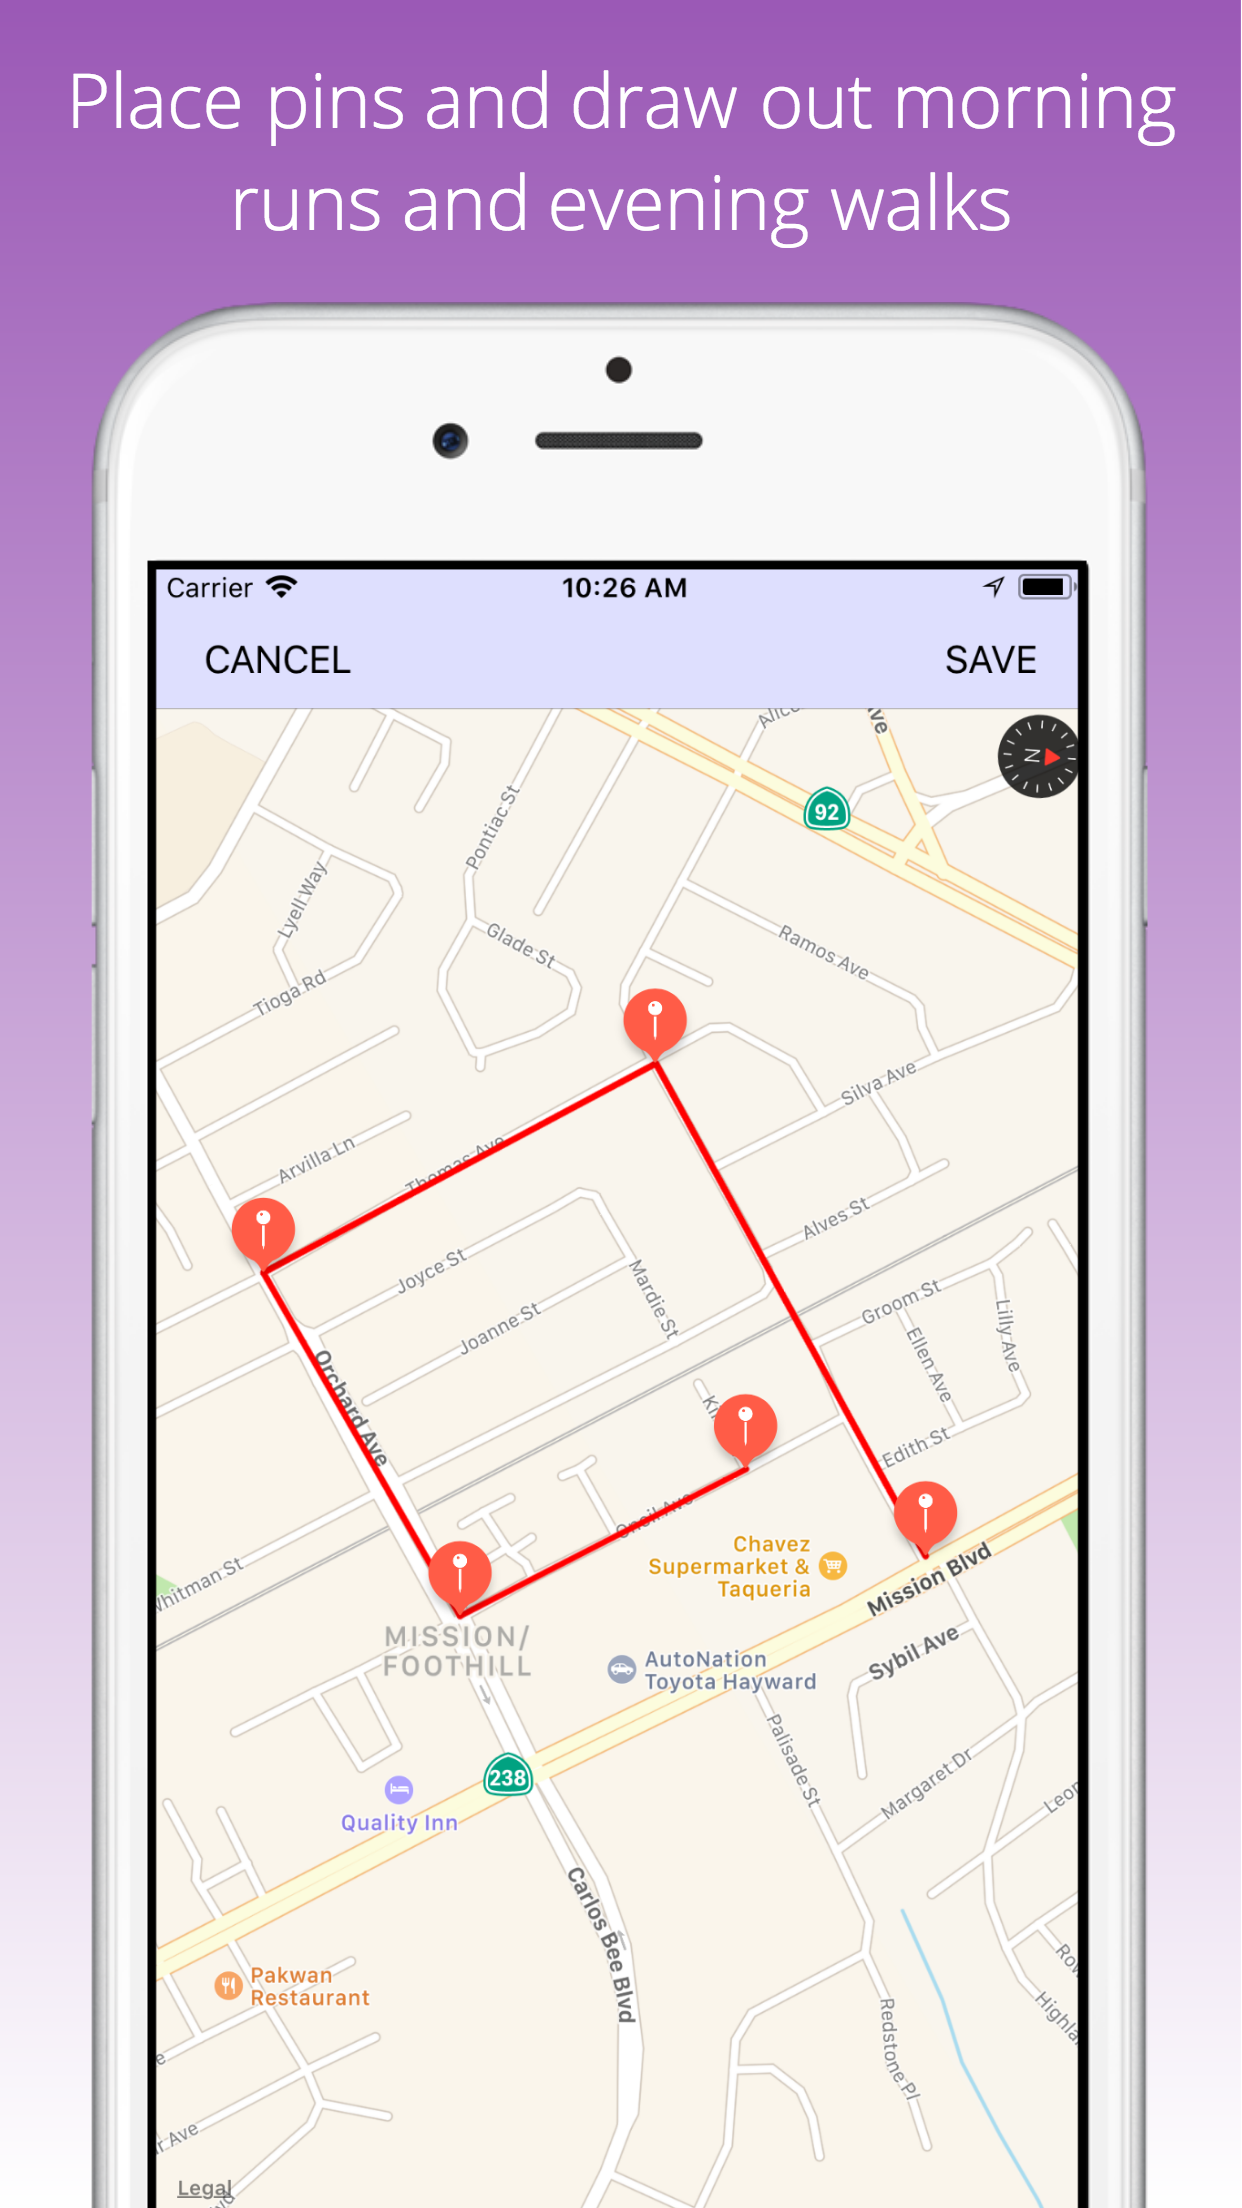 Place pins and draw out morning
runs and evening walks
Carrier
10:26 AM
CANCEL
SAVE
Alice
Ave
N
92
Pontiac St
Lyell Way
Glade St
Ramos Ave
Tioga Rd
Silva Ave
Arvilla Ln
Thomas Ave
Alves St
Joyce St
Mardie St
Groom St
Lilly Ave
Joanne St
Ellen Ave
Orchard Ave
Edith St
Oneil Ave
Chavez
Supermarket &
Taqueria
Mission Blvd
Whitman St
MISSION/
FOOTHILL
Sybil Ave
AutoNation
Toyota Hayward
Palisade St
Margaret Dr
238
Quality Inn
Carlos Bee Blvd
Pakwan
Restaurant
Redstone Pl
Legal